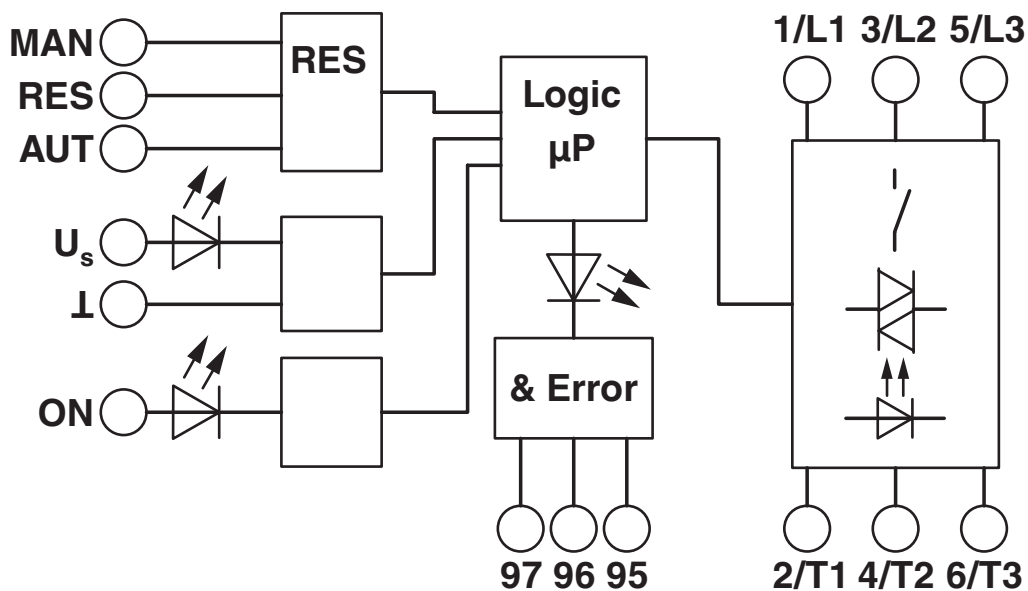 MAN
RES
AUT
RES
Us
⊥
ON
Logic
µP
& Error
97 96 95
1/L1 3/L2 5/L3
2/T1 4/T2 6/T3